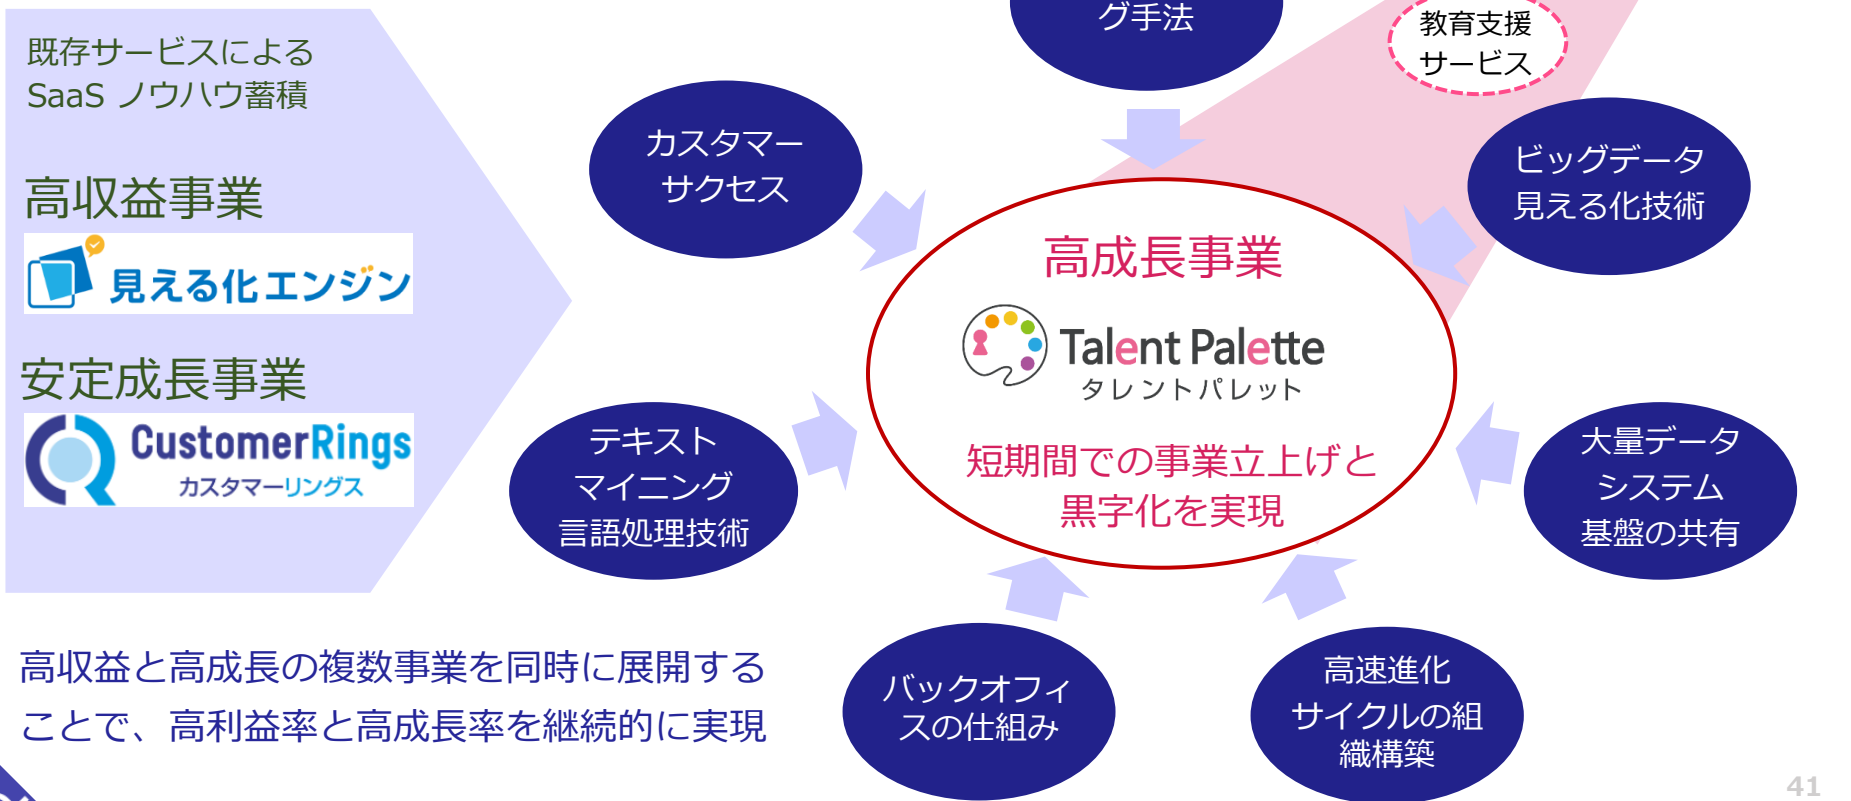 既存サービスによる
SaaS ノウハウ蓄積
高収益事業
見える化エンジン
安定成長事業
CustomerRings
カスタマーリングス
高収益と高成長の複数事業を同時に展開する
ことで、高利益率と高成長率を継続的に実現
グ手法
教育支援
サービス
カスタマー
サクセス
ビッグデータ
見える化技術
高成長事業
Talent Palette
タレントパレット
短期間での事業立上げと
黒字化を実現
テキスト
マイニング
言語処理技術
大量データ
システム
基盤の共有
バックオフィ
スの仕組み
高速進化
サイクルの組
織構築
41